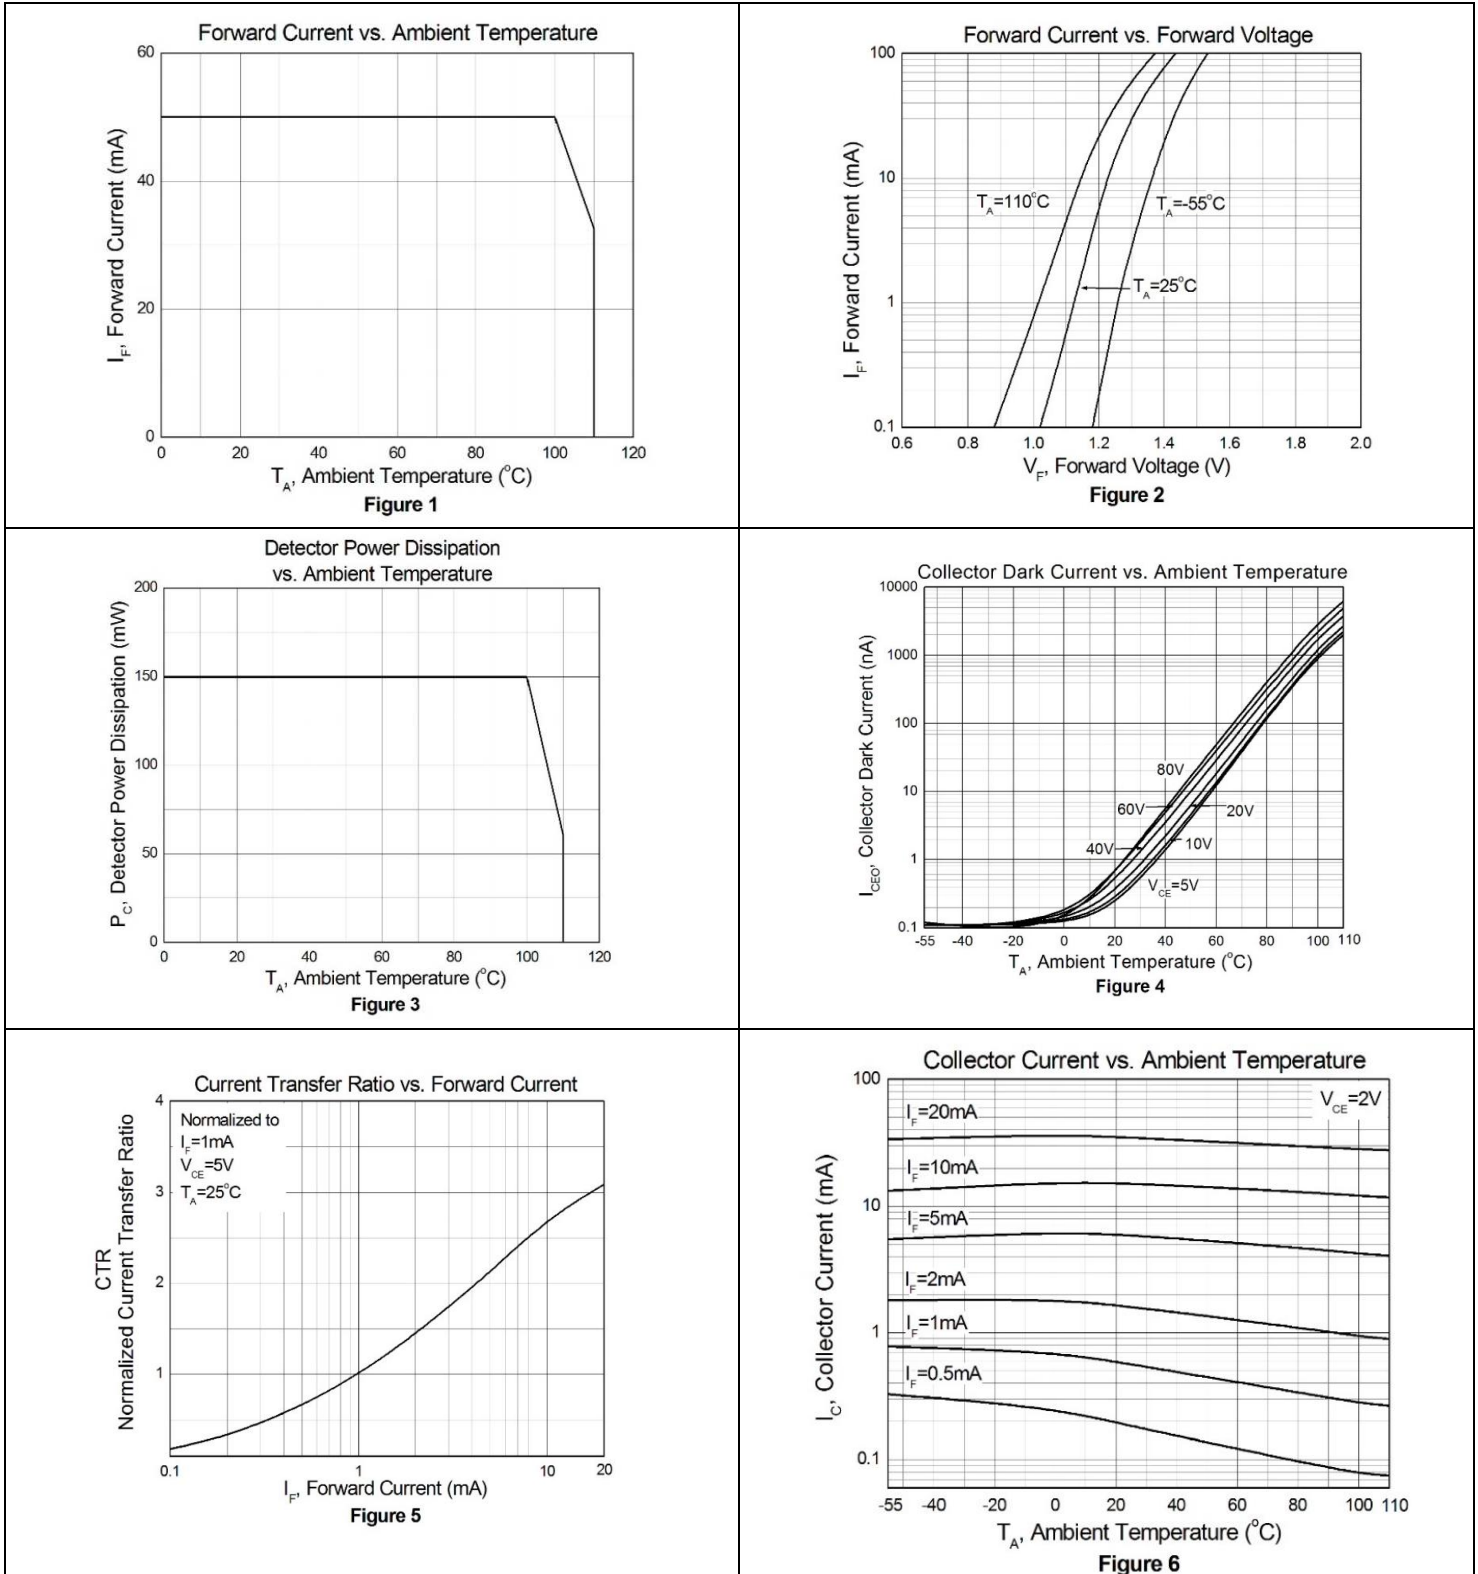 Forward Current vs. Ambient Temperature
60
40
20
0
I_F, Forward Current (mA)
0 20 40 60 80 100 120
T_A, Ambient Temperature (°C)
Figure 1
Forward Current vs. Forward Voltage
100
10
1
0.1
I_F, Forward Current (mA)
T_A=110°C
T_A=-55°C
T_A=25°C
0.6 0.8 1.0 1.2 1.4 1.6 1.8 2.0
V_F, Forward Voltage (V)
Figure 2
Detector Power Dissipation
vs. Ambient Temperature
200
150
100
50
0
P_C, Detector Power Dissipation (mW)
0 20 40 60 80 100 120
T_A, Ambient Temperature (°C)
Figure 3
Collector Dark Current vs. Ambient Temperature
10000
1000
100
10
1
0.1
I_CEO, Collector Dark Current (nA)
80V
60V
20V
40V
10V
V_CE=5V
-55 -40 -20 0 20 40 60 80 100 110
T_A, Ambient Temperature (°C)
Figure 4
Current Transfer Ratio vs. Forward Current
4
3
2
1
CTR
Normalized Current Transfer Ratio
Normalized to
I_F=1mA
V_CE=5V
T_A=25°C
0.1 1 10 20
I_F, Forward Current (mA)
Figure 5
Collector Current vs. Ambient Temperature
100
10
1
0.1
I_C, Collector Current (mA)
V_CE=2V
I_F=20mA
I_F=10mA
I_F=5mA
I_F=2mA
I_F=1mA
I_F=0.5mA
-55 -40 -20 0 20 40 60 80 100 110
T_A, Ambient Temperature (°C)
Figure 6